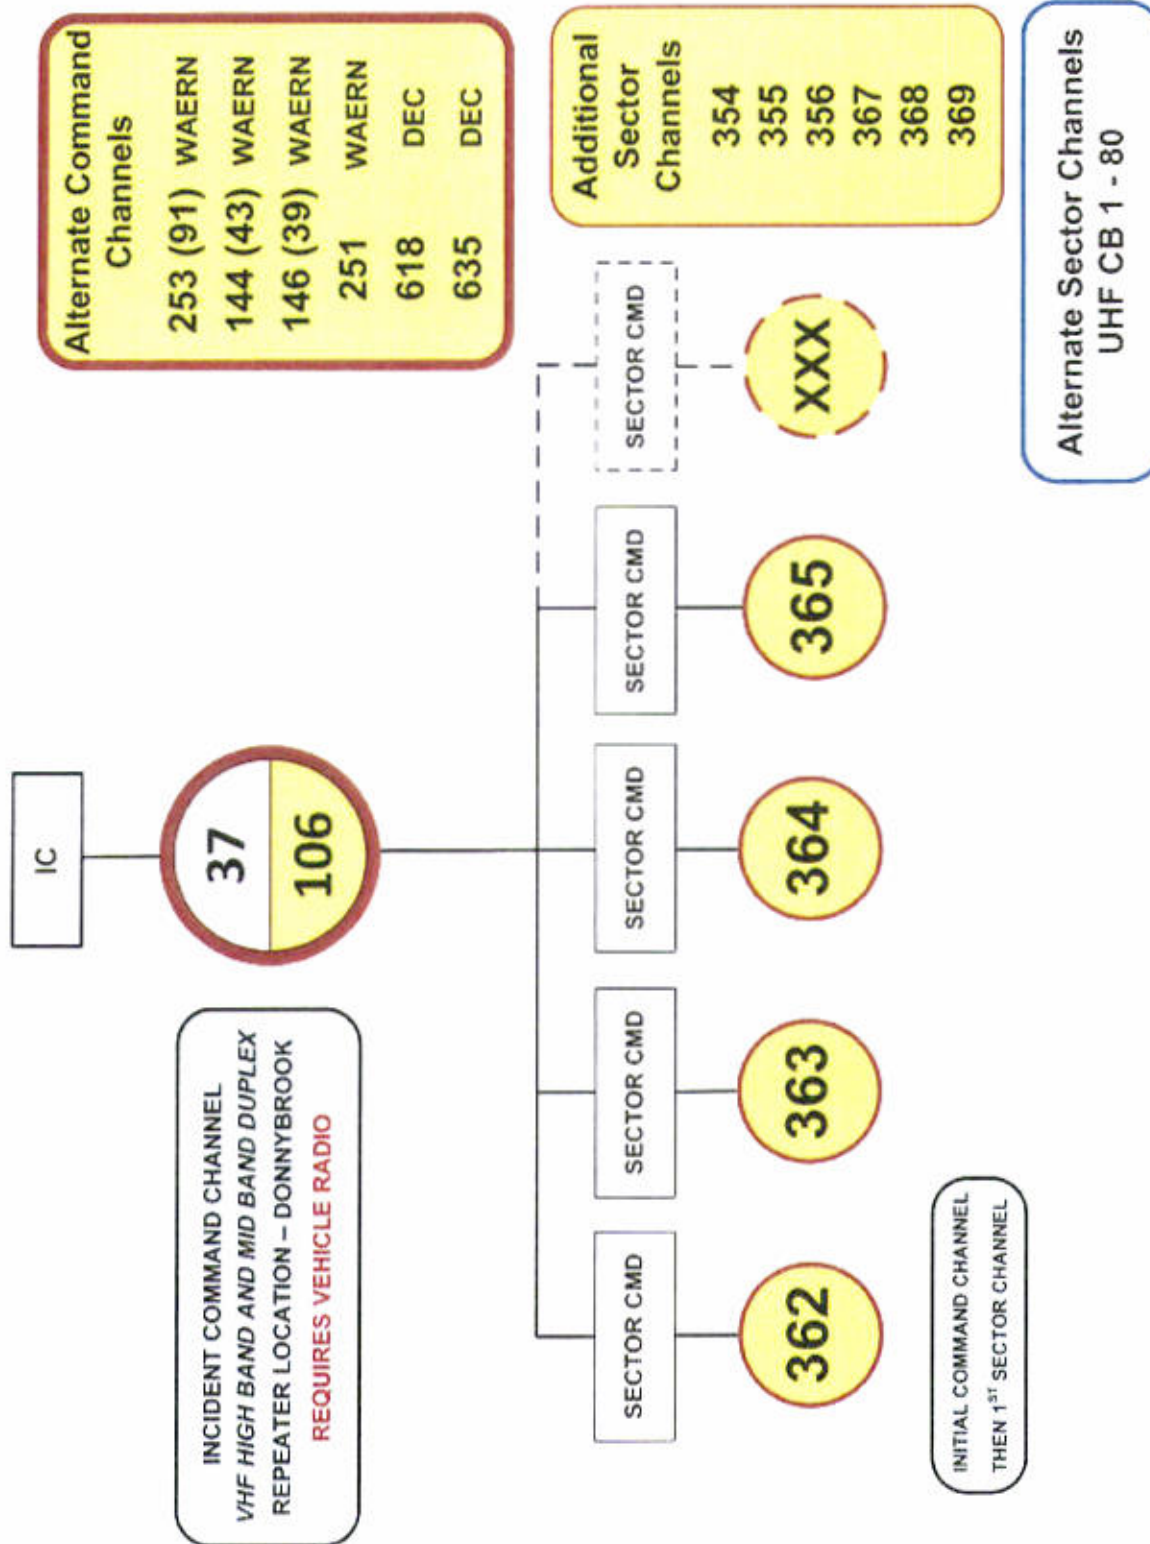 IC
INCIDENT COMMAND CHANNEL
VHF HIGH BAND AND MID BAND DUPLEX
REPEATER LOCATION – DONNYBROOK
REQUIRES VEHICLE RADIO
37
106
Alternate Command
Channels
253 (91) WAERN
144 (43) WAERN
146 (39) WAERN
251 WAERN
618 DEC
635 DEC
SECTOR CMD
SECTOR CMD
SECTOR CMD
SECTOR CMD
SECTOR CMD
362
363
364
365
XXX
Additional
Sector
Channels
354
355
356
367
368
369
INITIAL COMMAND CHANNEL
THEN 1ST SECTOR CHANNEL
Alternate Sector Channels
UHF CB 1 - 80